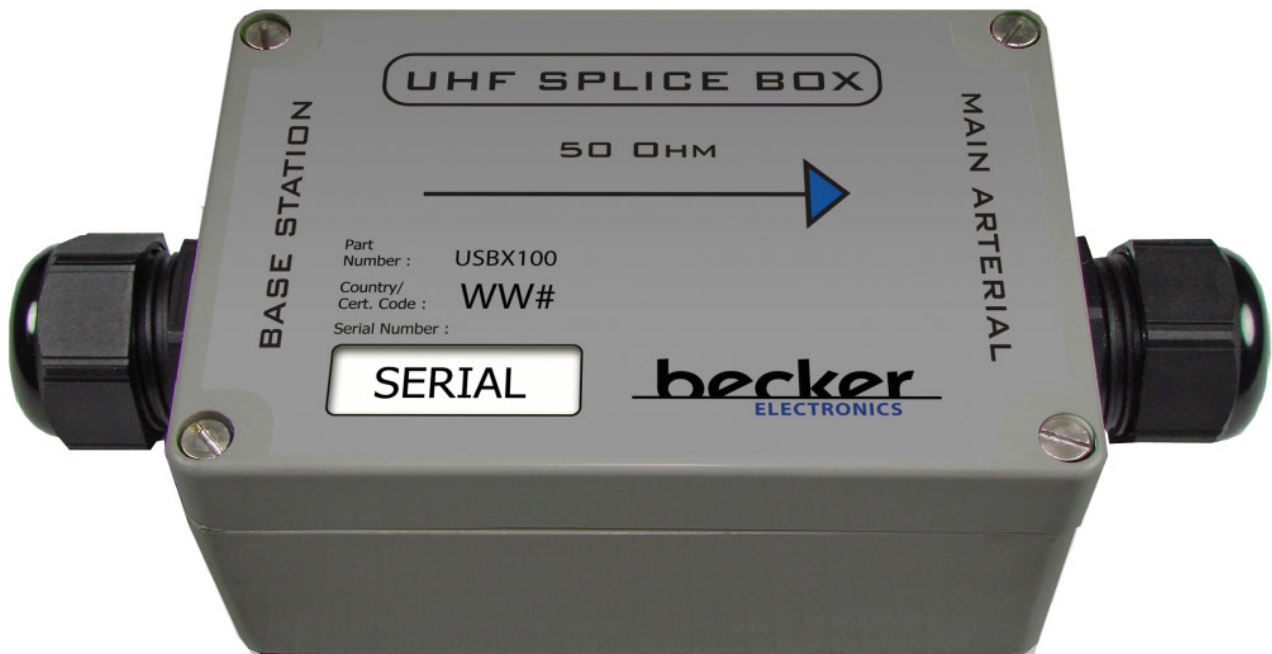 UHF SPLICE BOX
50 OHM
BASE STATION
MAIN ARTERIAL
Part
Number : USBX100
Country/
Cert. Code : WW#
Serial Number :
SERIAL
becker
ELECTRONICS